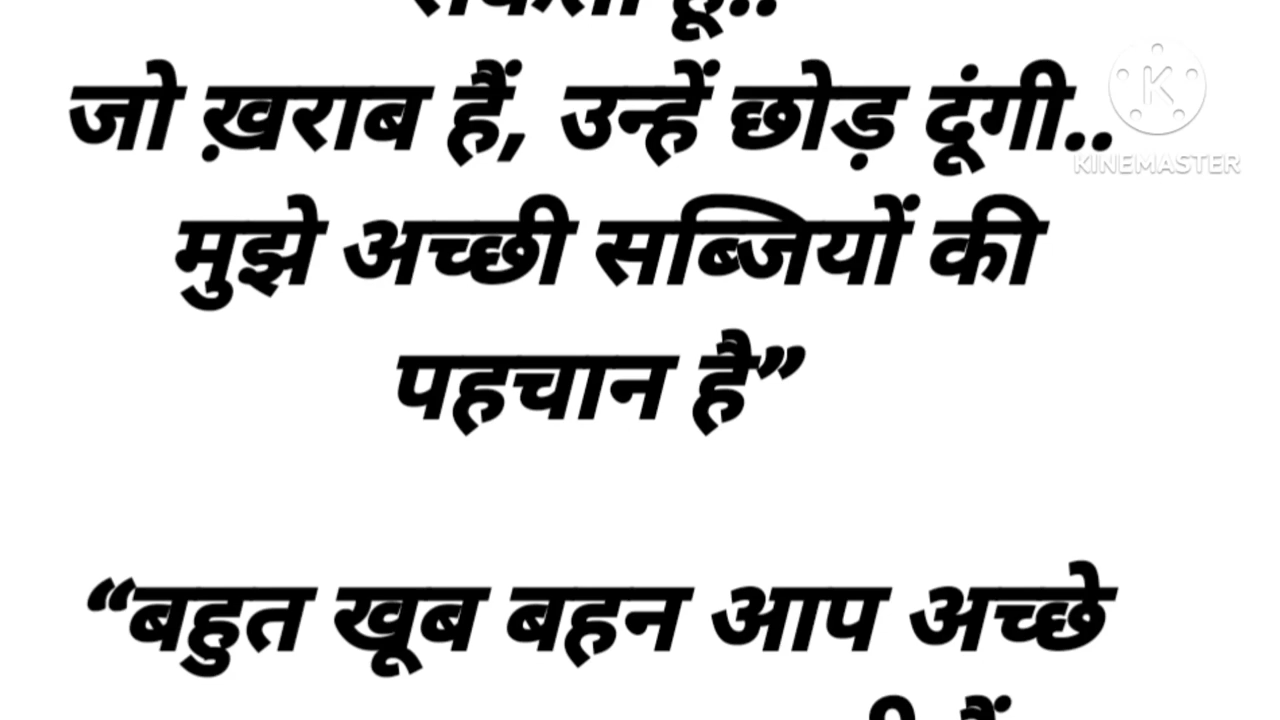 जो ख़राब हैं, उन्हें छोड़ दूंगी..
मुझे अच्छी सब्जियों की
पहचान है”
“बहुत खूब बहन आप अच्छे
KINEMASTER